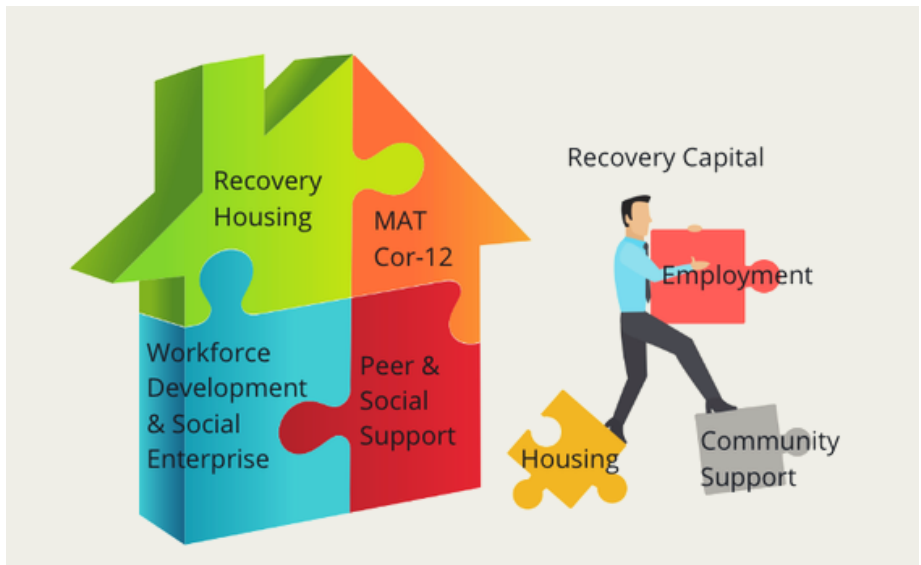 Recovery
Housing
MAT
Cor-12
Workforce
Development
& Social
Enterprise
Peer &
Social
Support
Recovery Capital
Employment
Housing
Community
Support